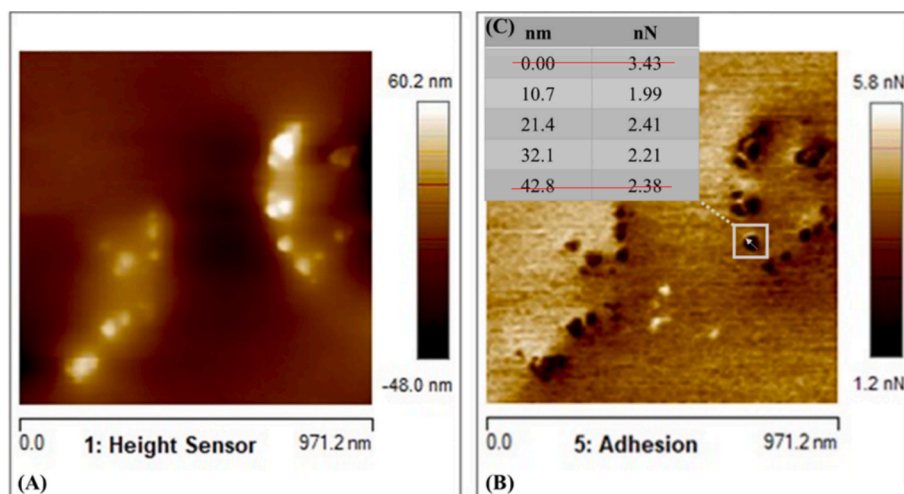 (C) nm nN
0.00 3.43
10.7 1.99
21.4 2.41
32.1 2.21
42.8 2.38
60.2 nm
-48.0 nm
0.0 1: Height Sensor 971.2 nm
(A)
5.8 nN
1.2 nN
0.0 5: Adhesion 971.2 nm
(B)